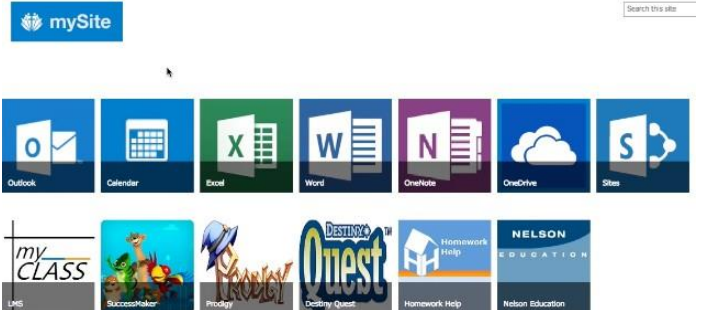 mySite
Search this site
O
X
W
N
S
Outlook
Calendar
Excel
Word
OneNote
OneDrive
Sites
my
CLASS
PRODIGY
DESTINY
Quest
TM
Homework
Help
NELSON
EDUCATION
LMS
SuccessMaker
Prodigy
Destiny Quest
Homework Help
Nelson Education